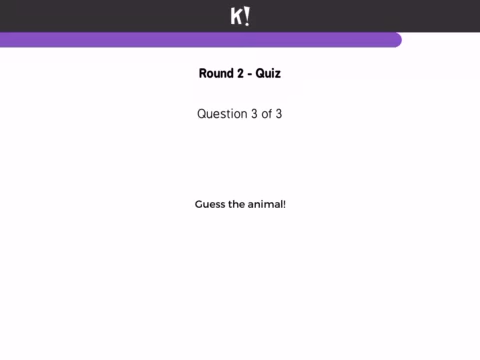 K!
Round 2 - Quiz
Question 3 of 3
Guess the animal!